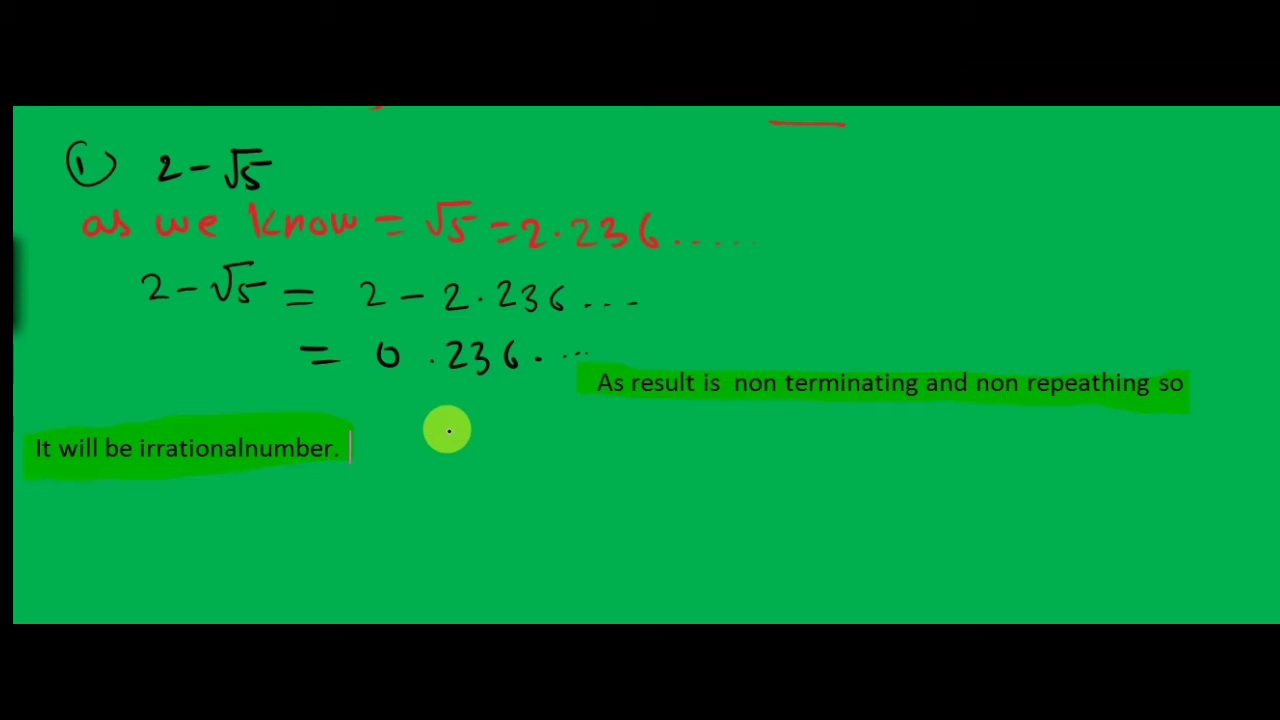 ① 2 - √5
as we know = √5 = 2.236......
2 - √5 = 2 - 2.236...
= 0.236....
As result is non terminating and non repeathing so
It will be irrationalnumber.